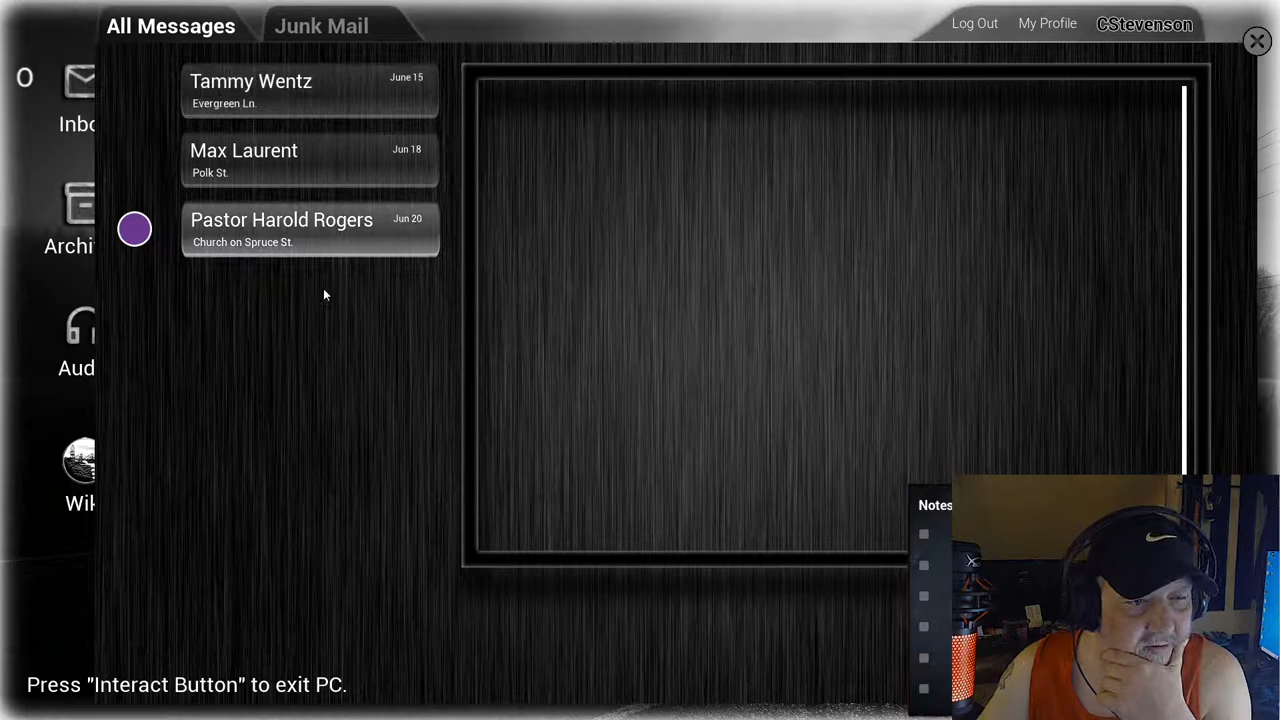 All Messages
Junk Mail
Log Out
My Profile
CStevenson
Inbo
Archi
Aud
Wik
Tammy Wentz
June 15
Evergreen Ln
Max Laurent
Jun 18
Polk St.
Pastor Harold Rogers
Jun 20
Church on Spruce St.
Notes
Press "Interact Button" to exit PC.